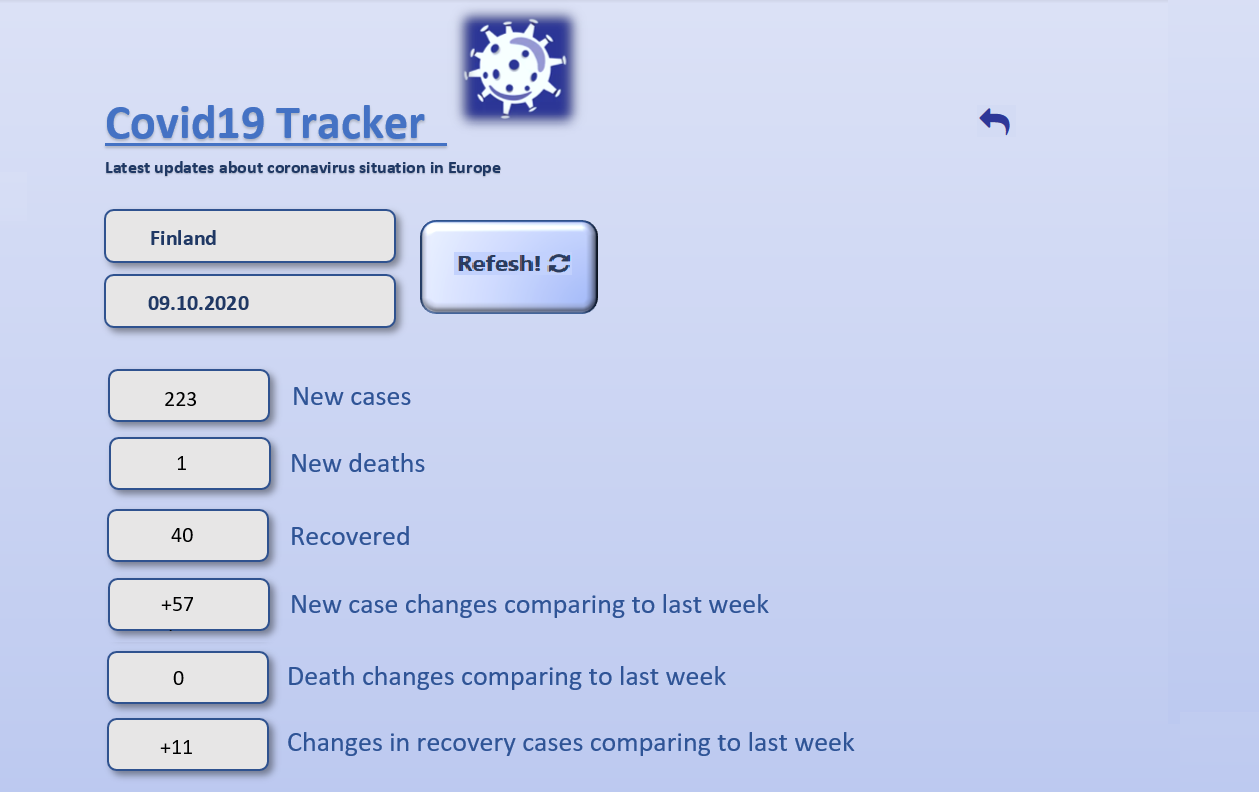 Covid19 Tracker
Latest updates about coronavirus situation in Europe
Finland
Refesh!
09.10.2020
223 New cases
1 New deaths
40 Recovered
+57 New case changes comparing to last week
0 Death changes comparing to last week
+11 Changes in recovery cases comparing to last week